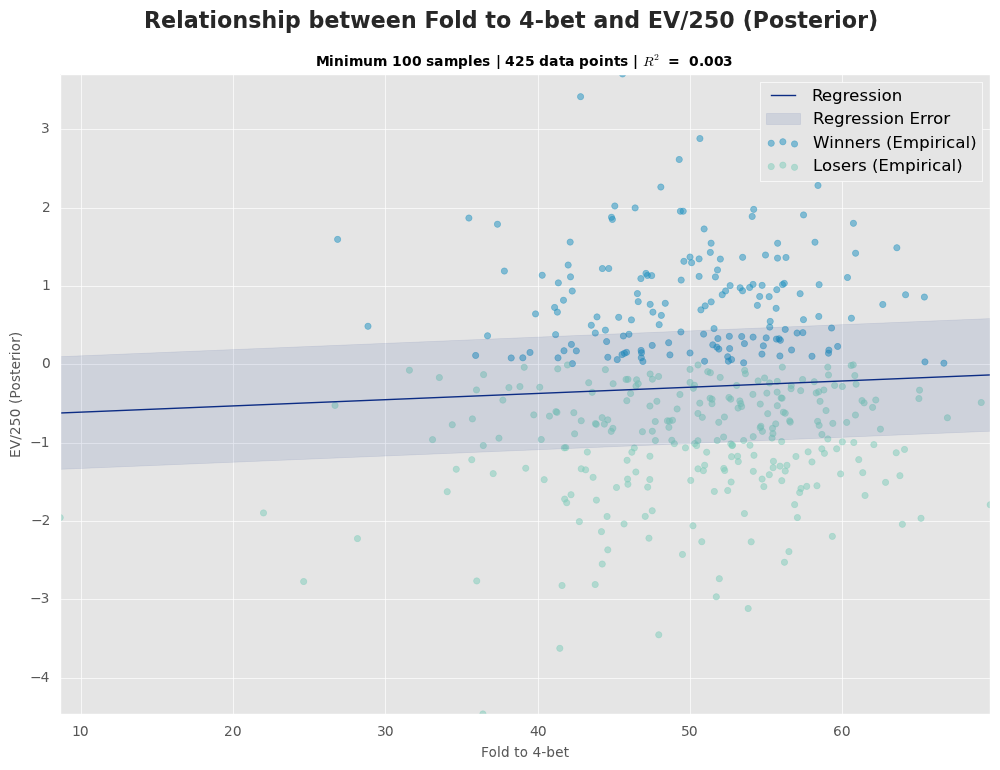 Relationship between Fold to 4-bet and EV/250 (Posterior)
Minimum 100 samples | 425 data points | R² = 0.003
Regression
Regression Error
Winners (Empirical)
Losers (Empirical)
EV/250 (Posterior)
3
2
1
0
−1
−2
−3
−4
10 20 30 40 50 60
Fold to 4-bet